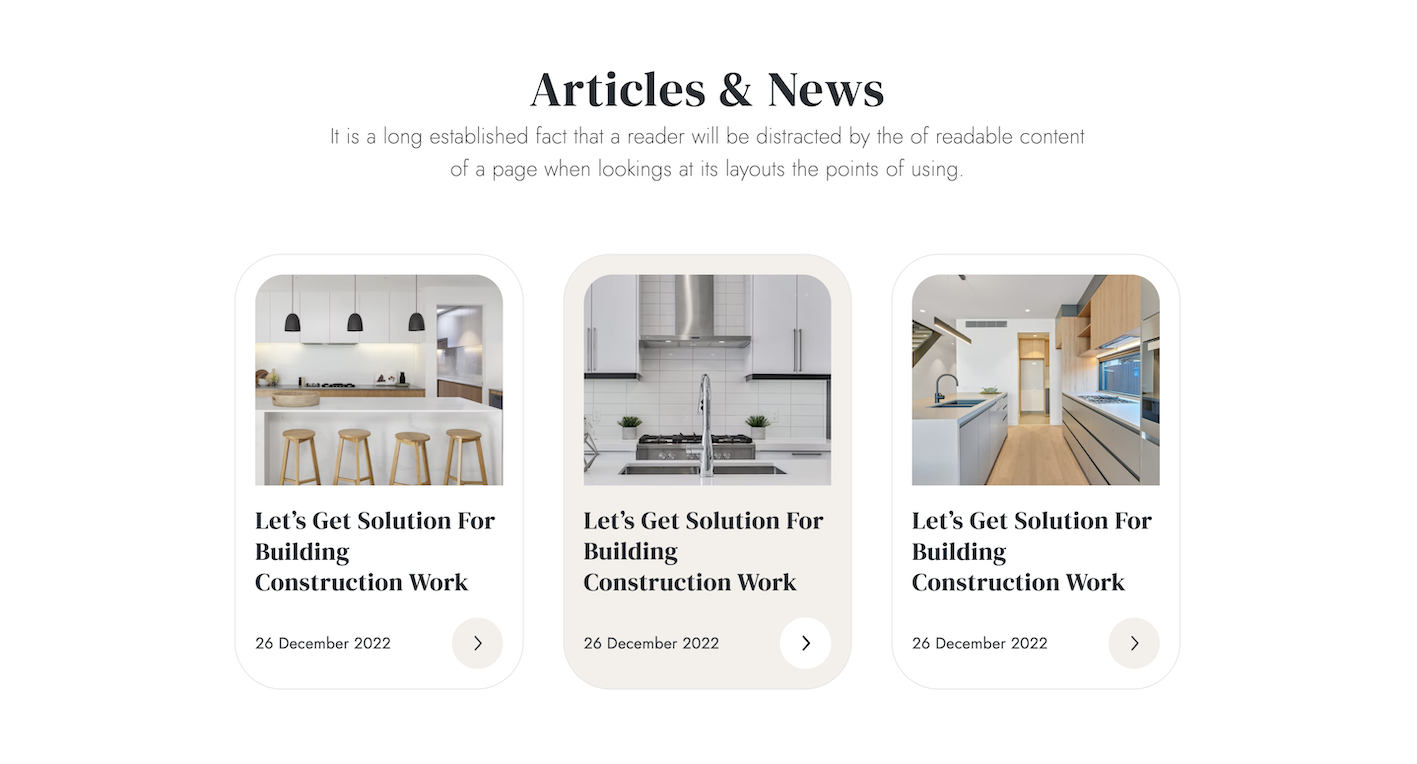 Articles & News
It is a long established fact that a reader will be distracted by the of readable content
of a page when lookings at its layouts the points of using.
Let’s Get Solution For
Building
Construction Work
26 December 2022
Let’s Get Solution For
Building
Construction Work
26 December 2022
Let’s Get Solution For
Building
Construction Work
26 December 2022